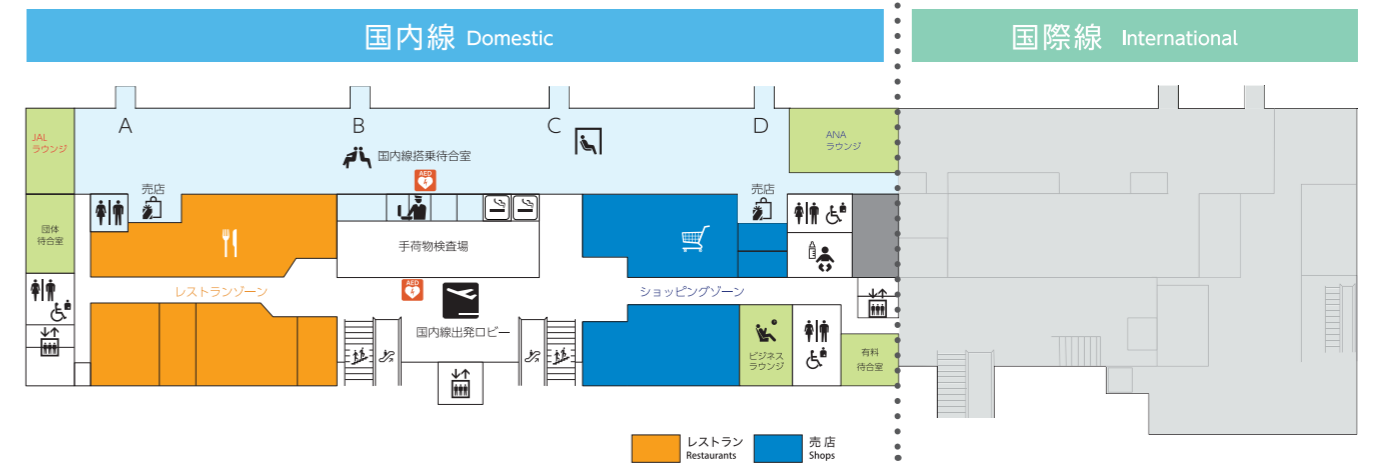 国内線 Domestic
国際線 International
A
B
C
D
JAL
ラウンジ
ANA
ラウンジ
国内線搭乗待合室
AED
売店
売店
団体
待合室
手荷物検査場
レストランゾーン
AED
ショッピングゾーン
国内線出発ロビー
ビジネス
ラウンジ
有料
待合室
レストラン
Restaurants
売店
Shops